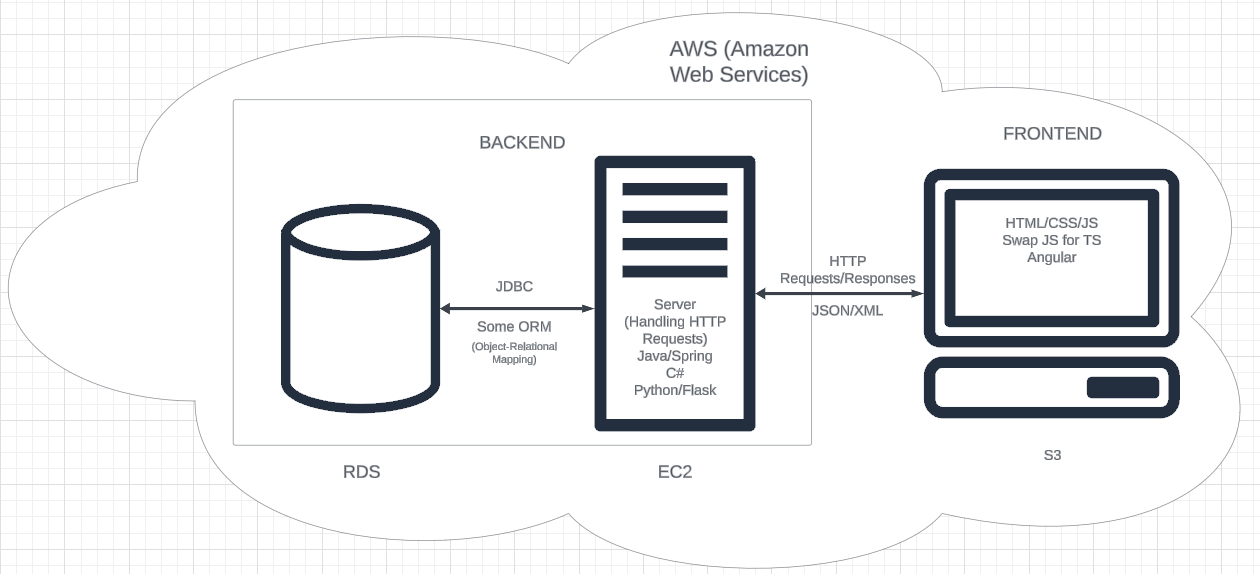 AWS (Amazon
Web Services)
BACKEND
FRONTEND
HTML/CSS/JS
Swap JS for TS
Angular
HTTP
Requests/Responses
JSON/XML
JDBC
Some ORM
(Object-Relational
Mapping)
Server
(Handling HTTP
Requests)
Java/Spring
C#
Python/Flask
RDS
EC2
S3